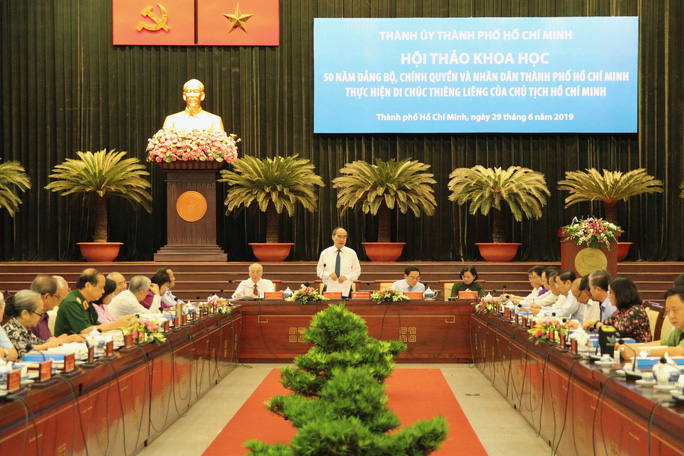 THÀNH ỦY THÀNH PHỐ HỒ CHÍ MINH
HỘI THẢO KHOA HỌC
50 NĂM ĐẢNG BỘ, CHÍNH QUYỀN VÀ NHÂN DÂN THÀNH PHỐ HỒ CHÍ MINH
THỰC HIỆN DI CHÚC THIÊNG LIÊNG CỦA CHỦ TỊCH HỒ CHÍ MINH
Thành phố Hồ Chí Minh, ngày 29 tháng 6 năm 2019